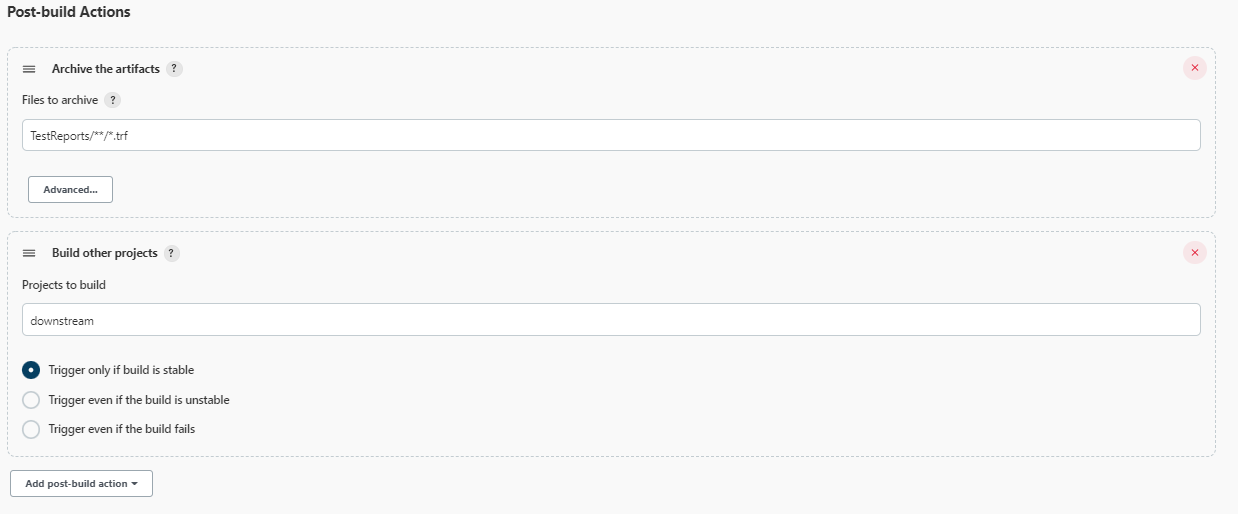 Post-build Actions
Archive the artifacts ?
Files to archive ?
TestReports/**/*.trf
Advanced...
Build other projects ?
Projects to build
downstream
Trigger only if build is stable
Trigger even if the build is unstable
Trigger even if the build fails
Add post-build action